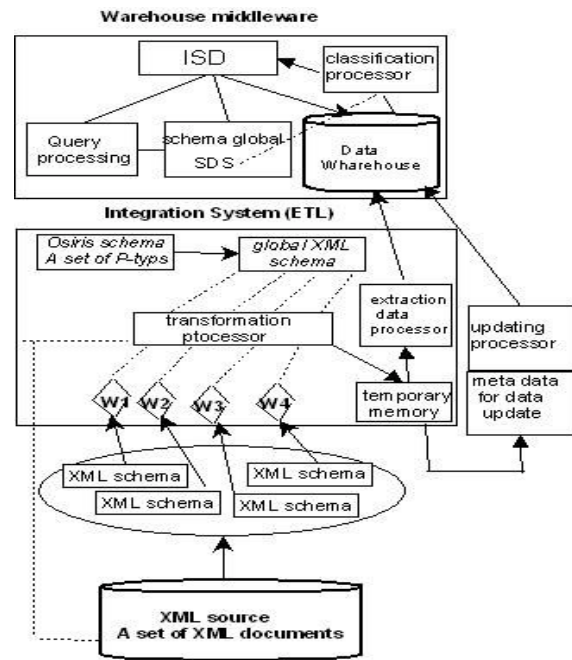 Warehouse middleware
ISD
classification
processor
Query
processing
schema global
SDS
Data
Wharehouse
Integration System (ETL)
Osiris schema
A set of P-typs
global XML
schema
extraction
data
processor
updating
processor
transformation
ptocessor
W1
W2
W3
W4
temporary
memory
meta data
for data
update
XML schema
XML schema
XML schema
XML schema
XML source
A set of XML documents